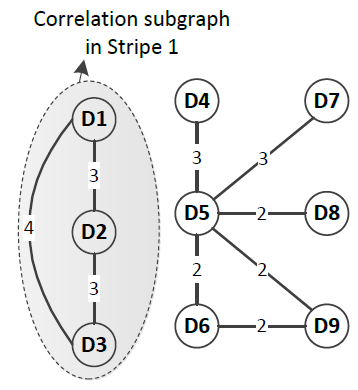 Correlation subgraph
in Stripe 1
D1
D4
D7
3
3
3
4
D2
D5
2
D8
3
2
2
D3
D6
2
D9